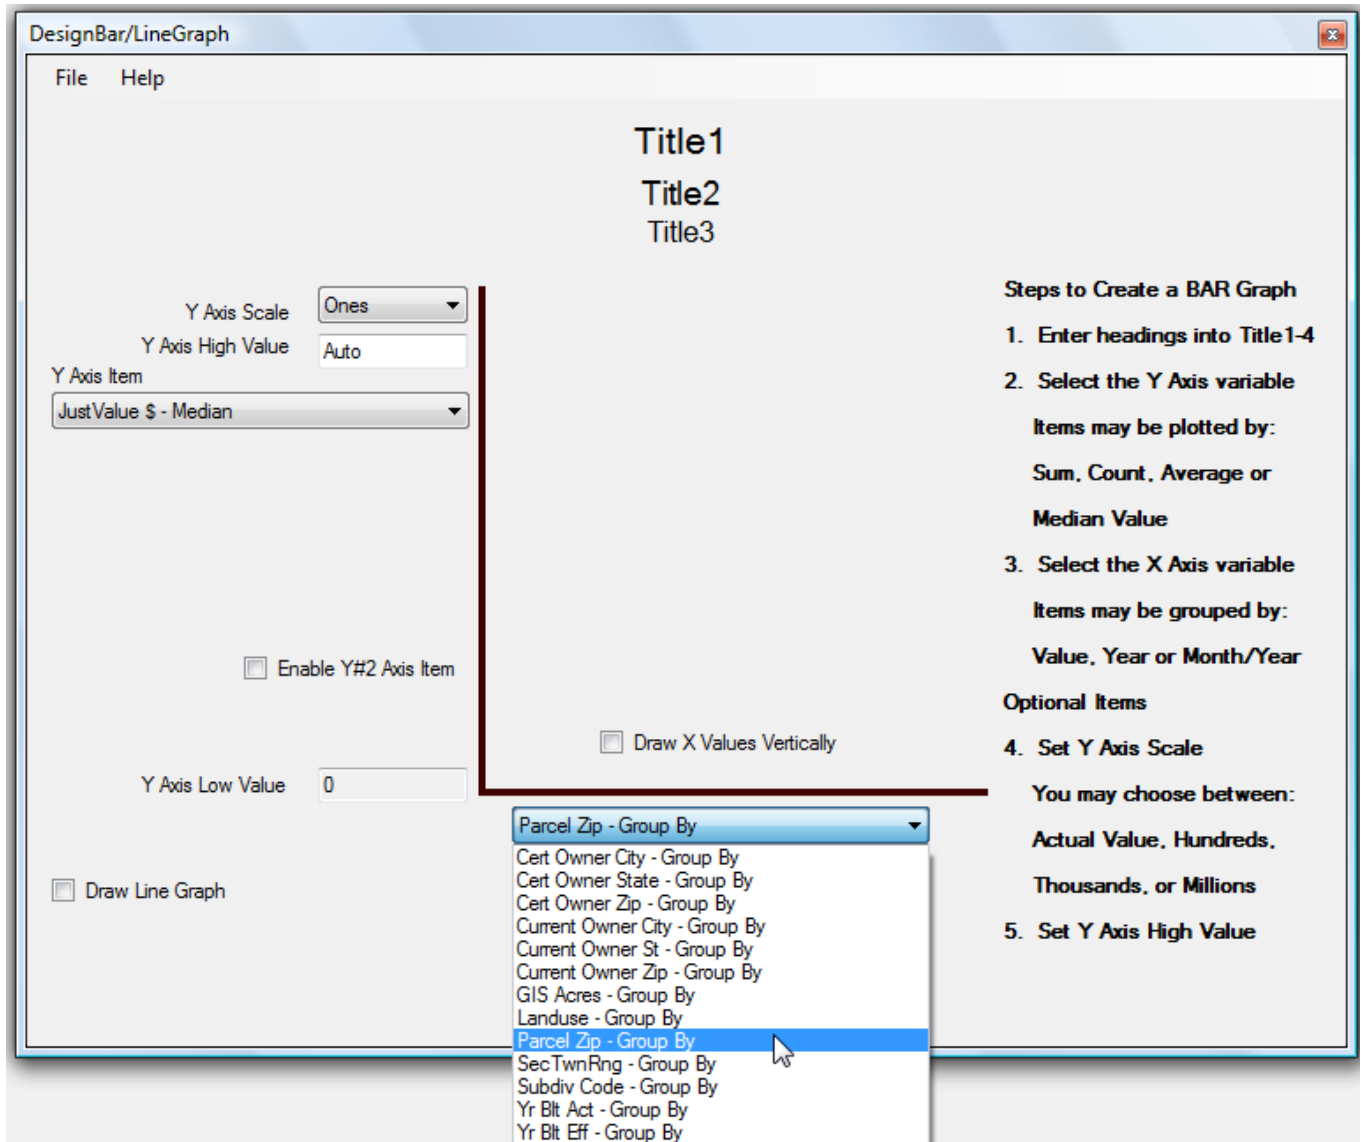 DesignBar/LineGraph
File Help
Title1
Title2
Title3
Y Axis Scale Ones
Y Axis High Value Auto
Y Axis Item
JustValue $ - Median
Enable Y#2 Axis Item
Draw X Values Vertically
Y Axis Low Value 0
Draw Line Graph
Parcel Zip - Group By
Cert Owner City - Group By
Cert Owner State - Group By
Cert Owner Zip - Group By
Current Owner City - Group By
Current Owner St - Group By
Current Owner Zip - Group By
GIS Acres - Group By
Landuse - Group By
Parcel Zip - Group By
SecTwnRng - Group By
Subdiv Code - Group By
Yr Blt Act - Group By
Yr Blt Eff - Group By
Steps to Create a BAR Graph
1. Enter headings into Title1-4
2. Select the Y Axis variable
Items may be plotted by:
Sum, Count, Average or
Median Value
3. Select the X Axis variable
Items may be grouped by:
Value, Year or Month/Year
Optional Items
4. Set Y Axis Scale
You may choose between:
Actual Value, Hundreds,
Thousands, or Millions
5. Set Y Axis High Value